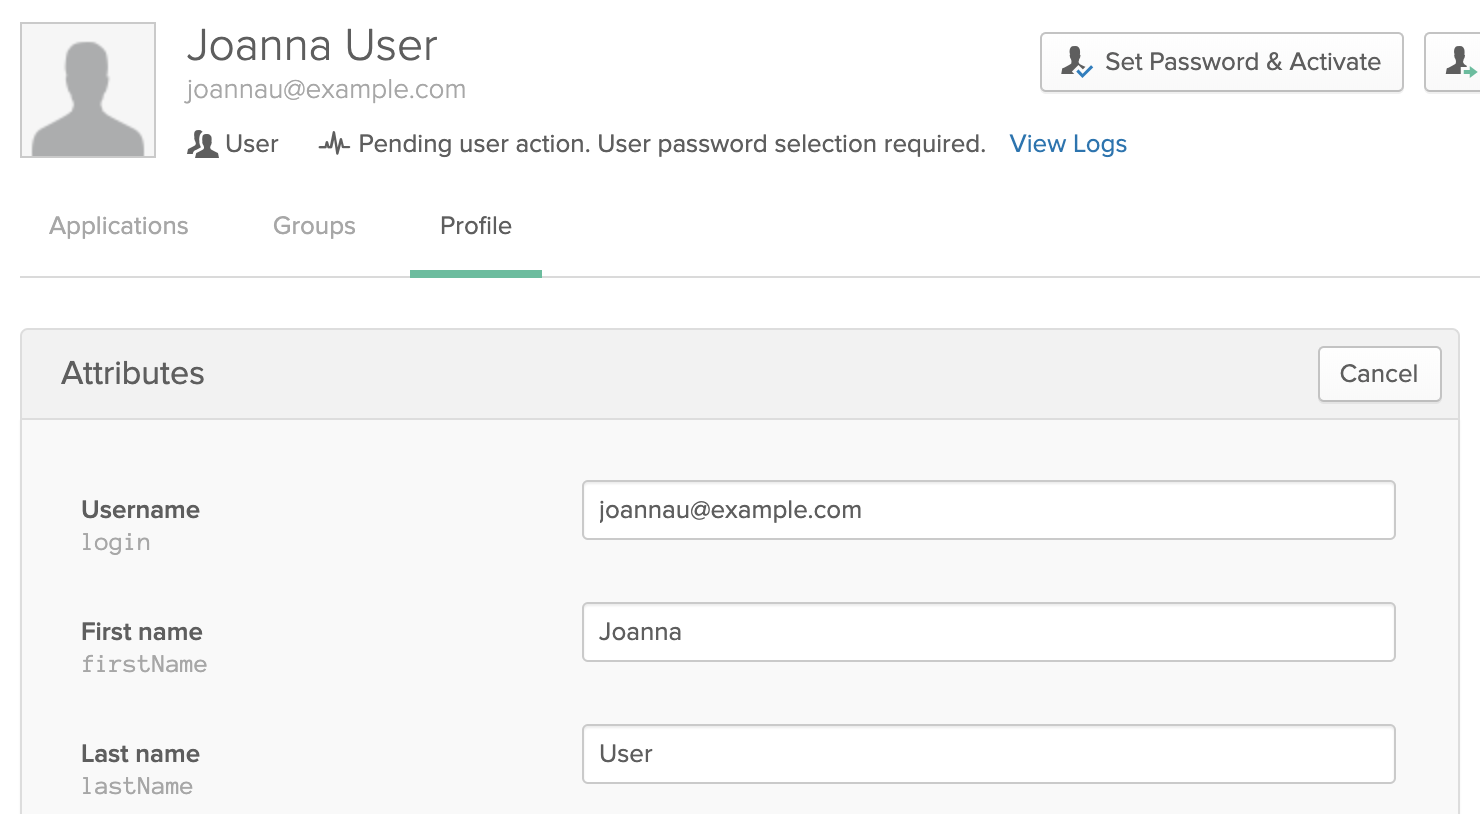 Joanna User
joannau@example.com
Set Password & Activate
User Pending user action. User password selection required. View Logs
Applications Groups Profile
Attributes Cancel
Username joannau@example.com
login
First name Joanna
firstName
Last name User
lastName